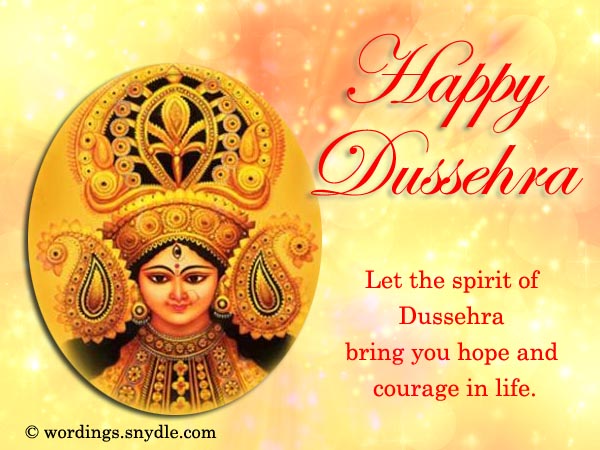 Happy
Dussehra
Let the spirit of
Dussehra
bring you hope and
courage in life.
© wordings.snydle.com